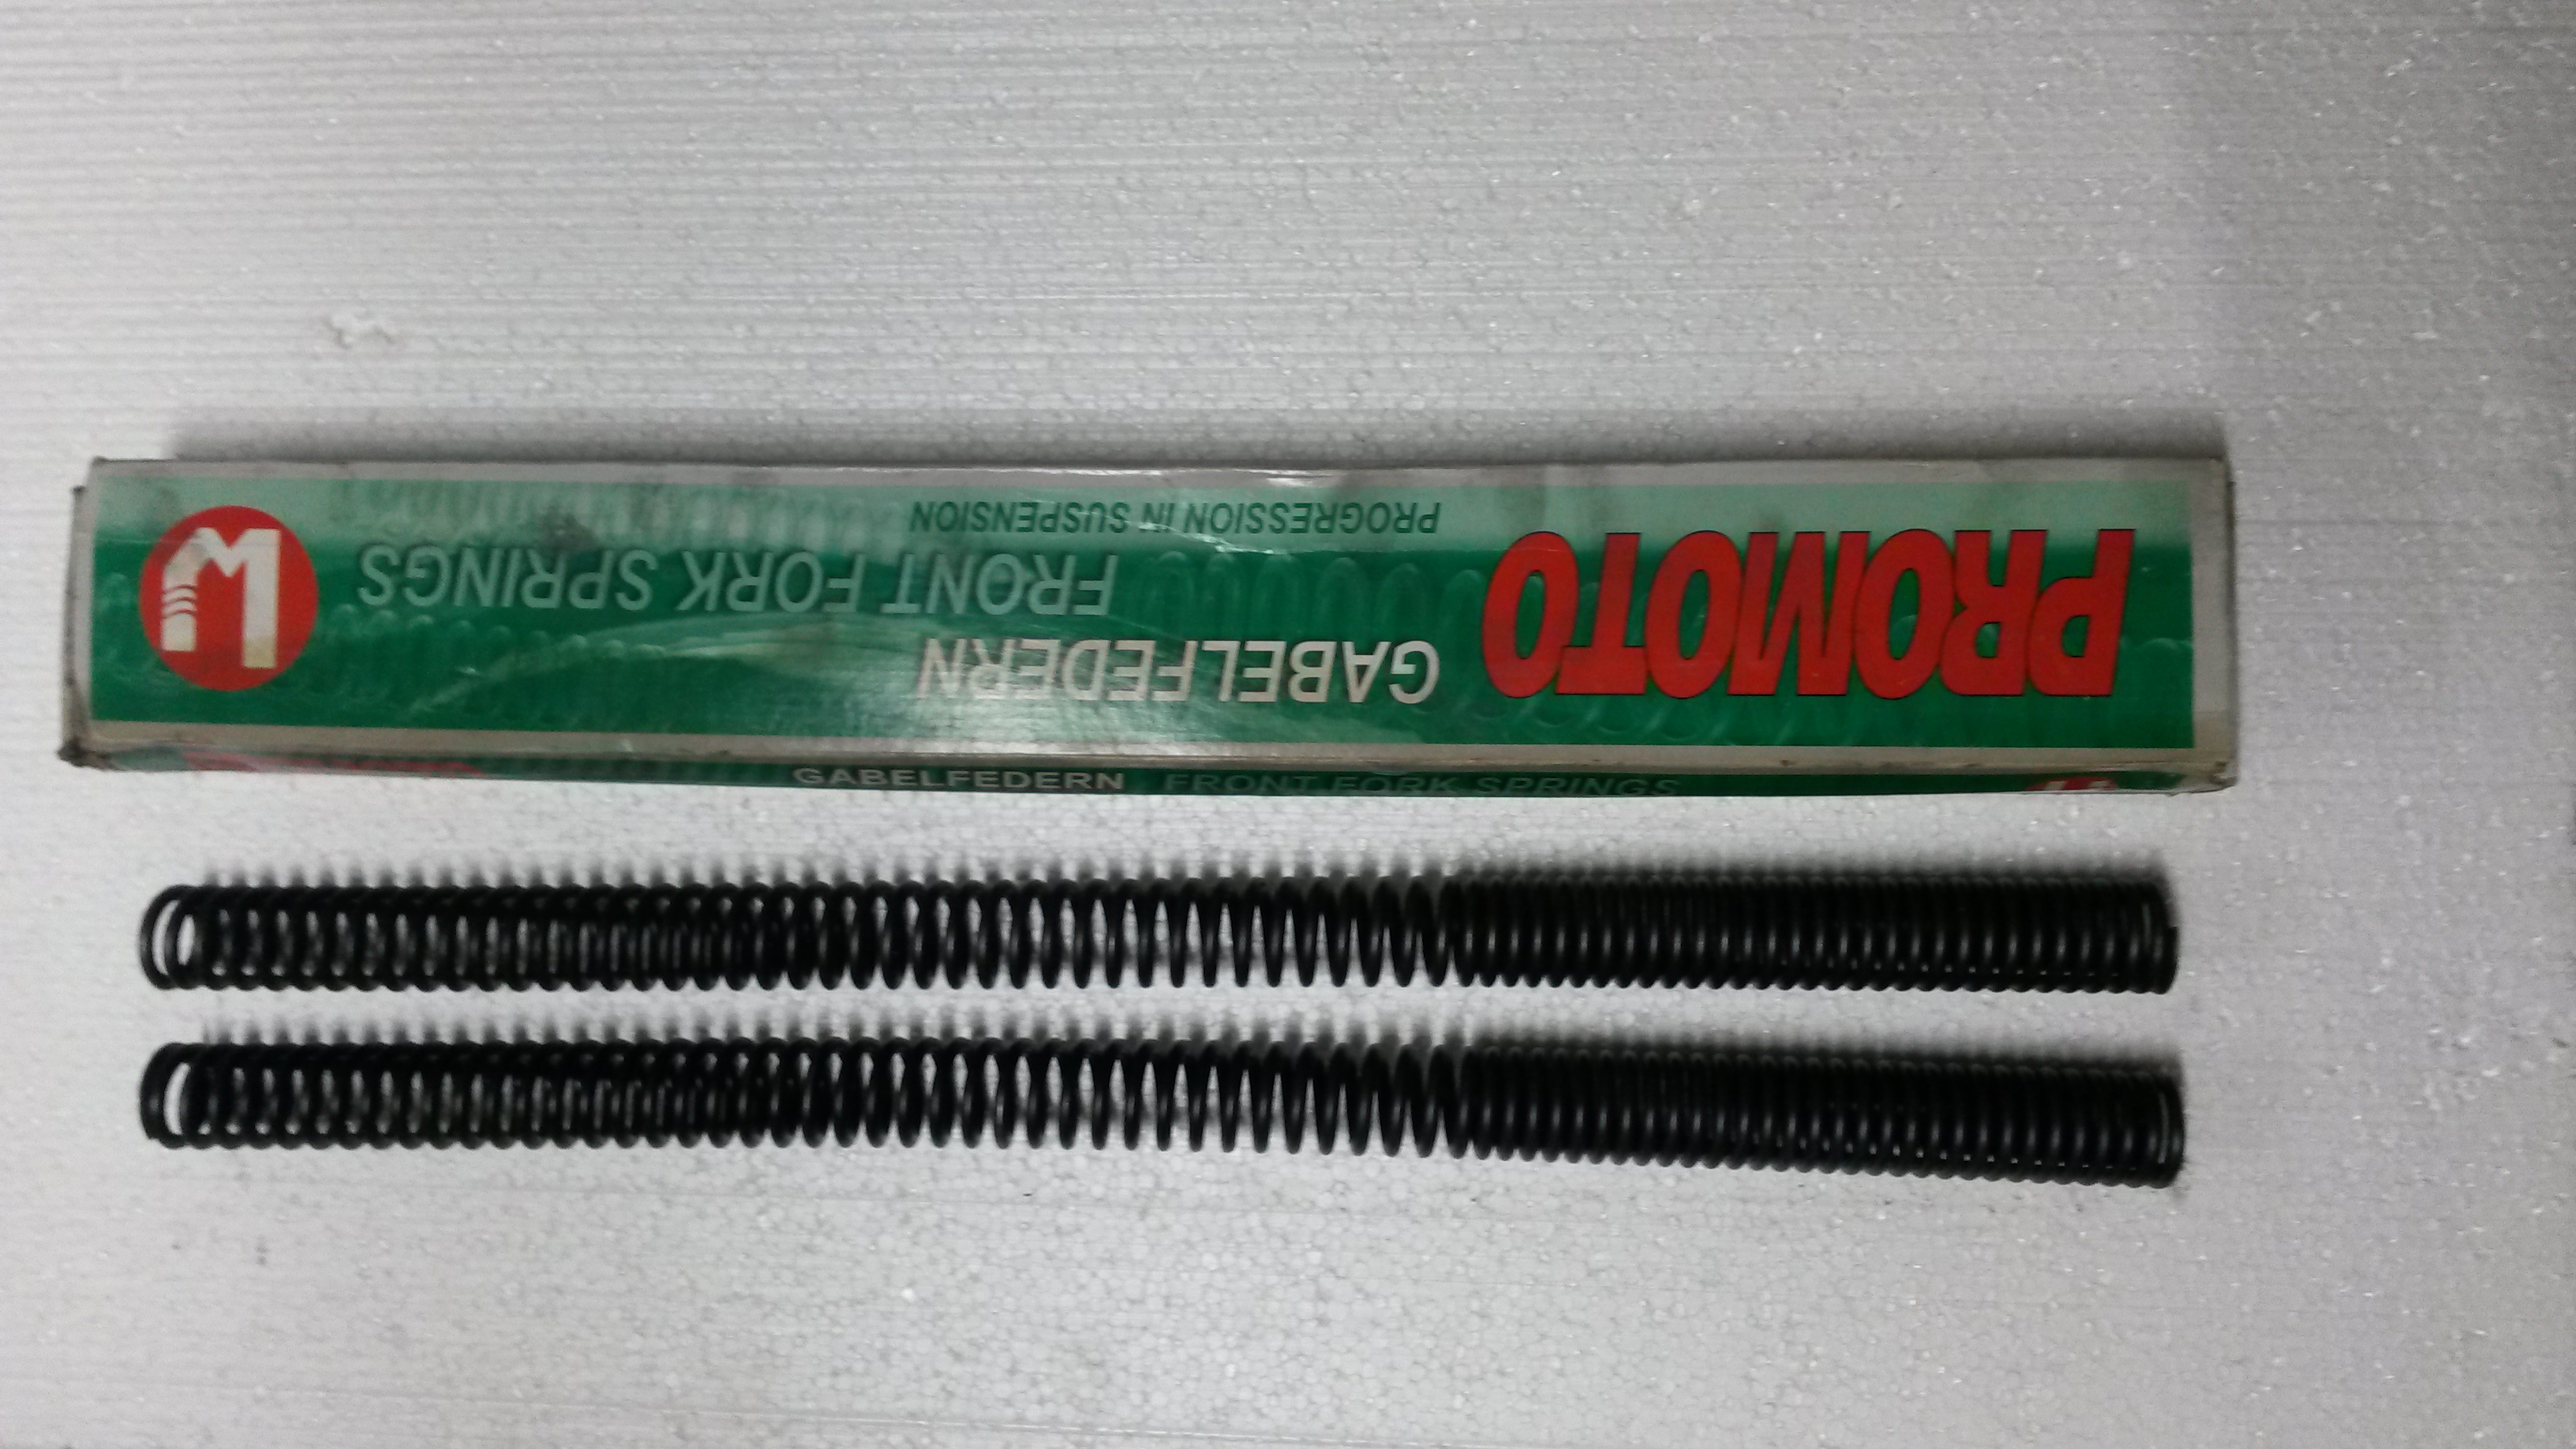 PROMOTO
GABELFEDERN
FRONT FORK SPRINGS
PROGRESSION IN SUSPENSION
GABELFEDERN FRONT FORK SPRINGS